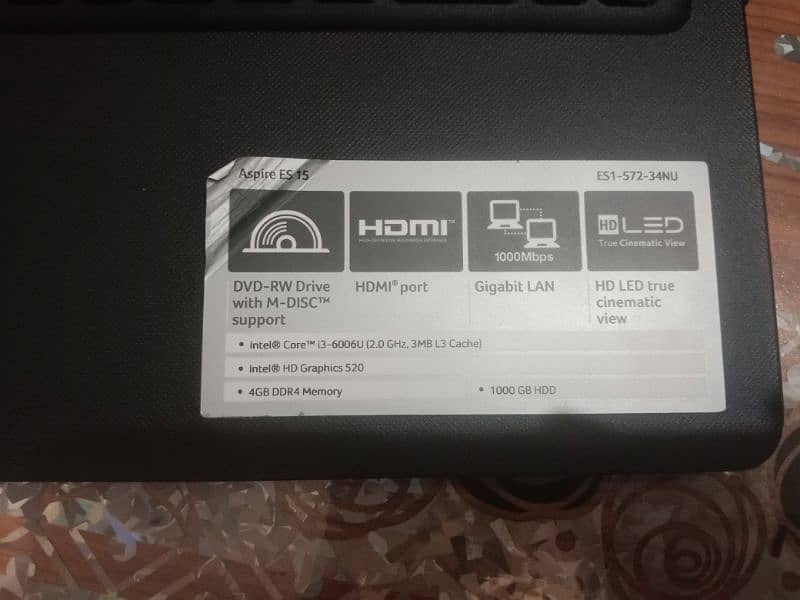 Aspire ES 15
ES1-572-34NU
HDMI™
1000Mbps
HD LED
True Cinematic View
DVD-RW Drive
with M-DISC™
support
HDMI® port
Gigabit LAN
HD LED true
cinematic
view
• Intel® Core™ i3-6006U (2.0 GHz, 3MB L3 Cache)
• Intel® HD Graphics 520
• 4GB DDR4 Memory
• 1000 GB HDD